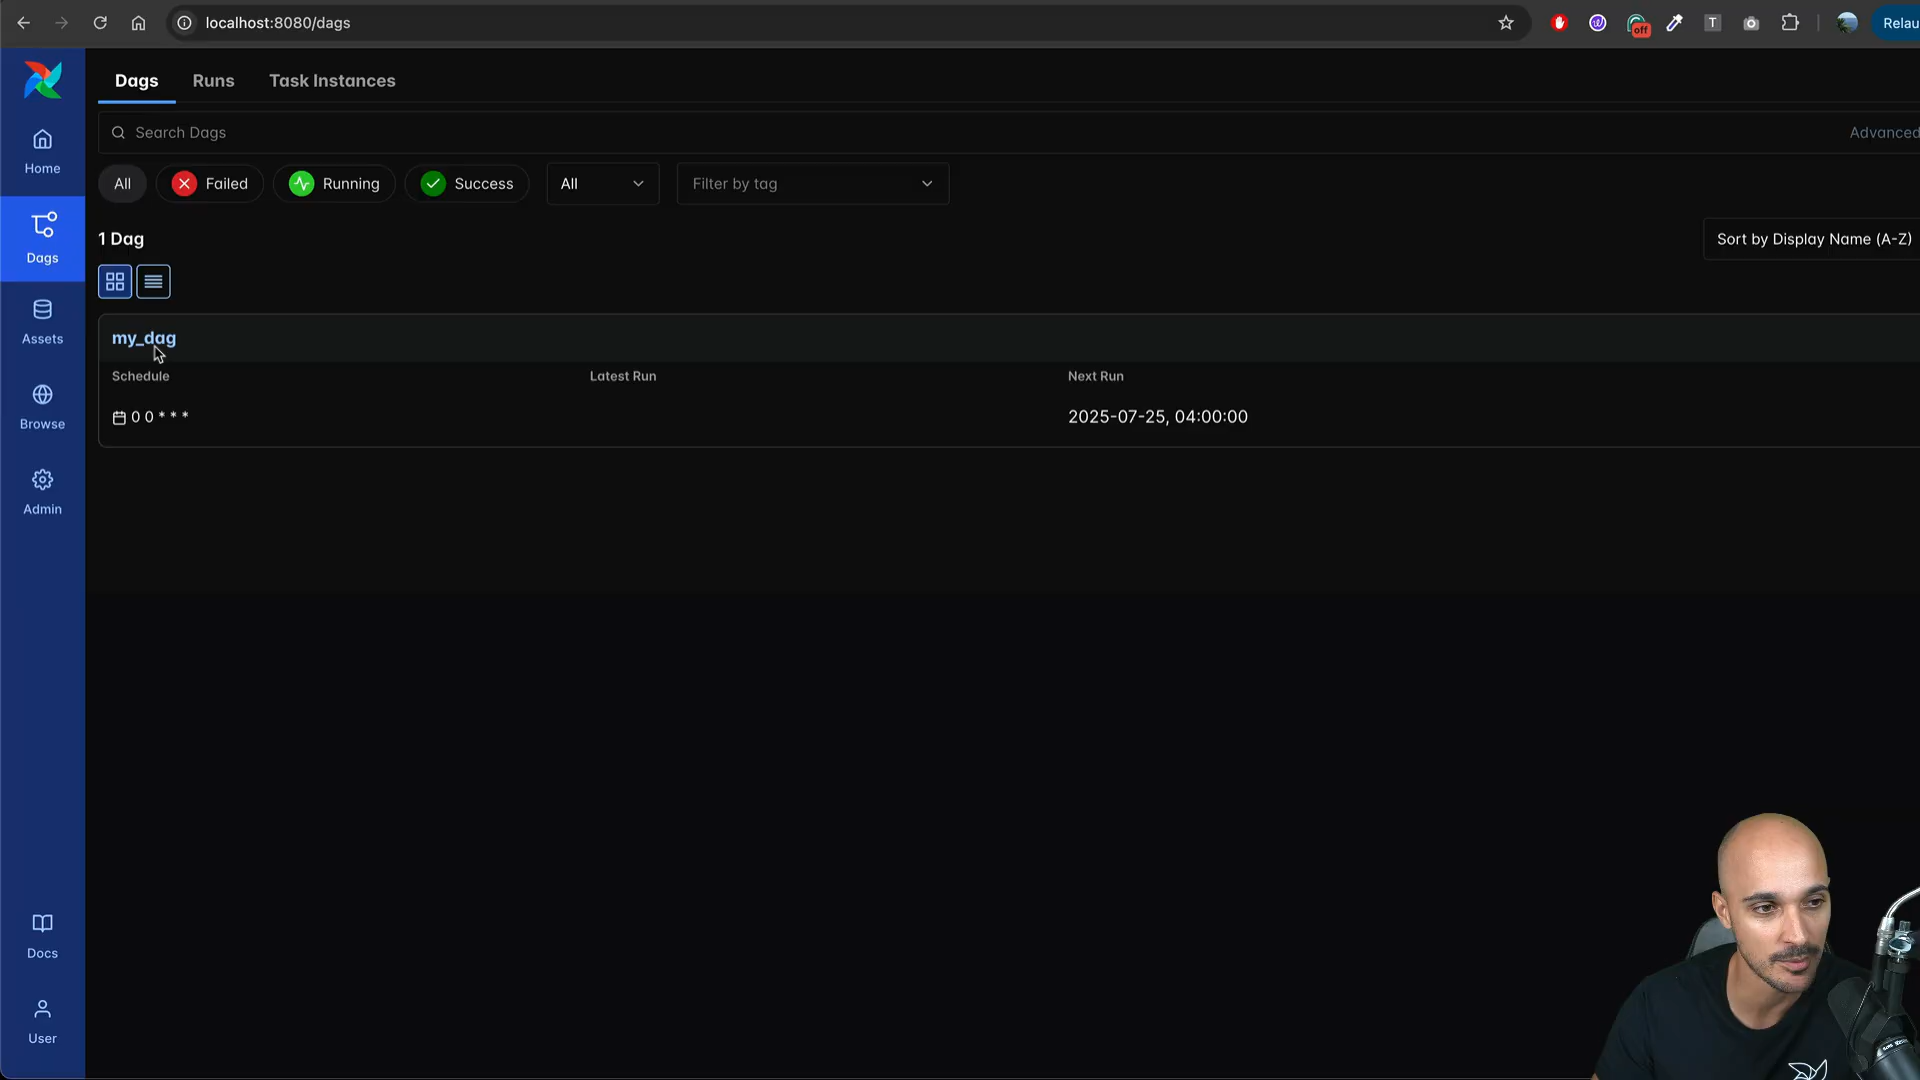 localhost:8080/dags
off
T
Relau
Dags Runs Task Instances
Search Dags
Advanced
Home
All Failed Running Success All Filter by tag
Dags
1 Dag
Sort by Display Name (A-Z)
Assets
my_dag
Schedule Latest Run Next Run
0 0 * * * 2025-07-25, 04:00:00
Browse
Admin
Docs
User